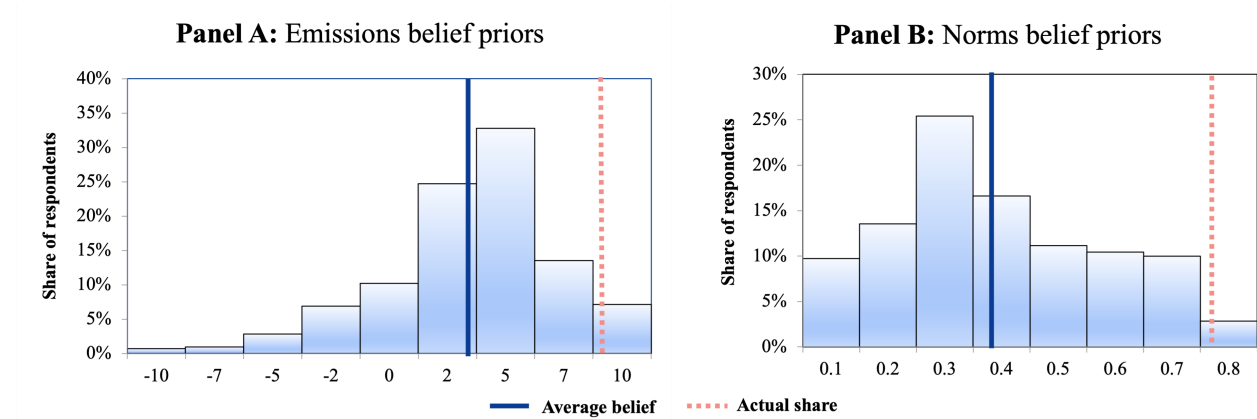 Panel A: Emissions belief priors
Share of respondents
40%
35%
30%
25%
20%
15%
10%
5%
0%
-10 -7 -5 -2 0 2 5 7 10
Panel B: Norms belief priors
Share of respondents
30%
25%
20%
15%
10%
5%
0%
0.1 0.2 0.3 0.4 0.5 0.6 0.7 0.8
Average belief Actual share